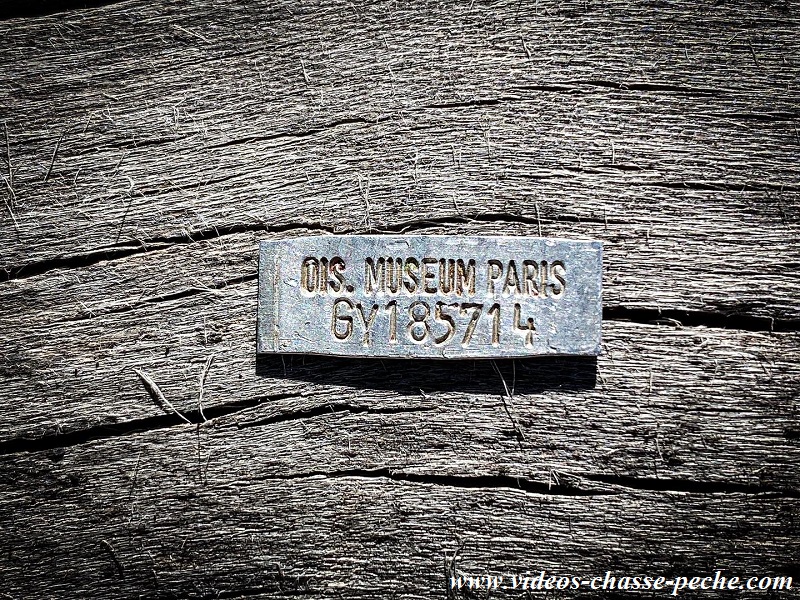 OIS. MUSEUM PARIS
GY185714
www.videos-chasse-peche.com